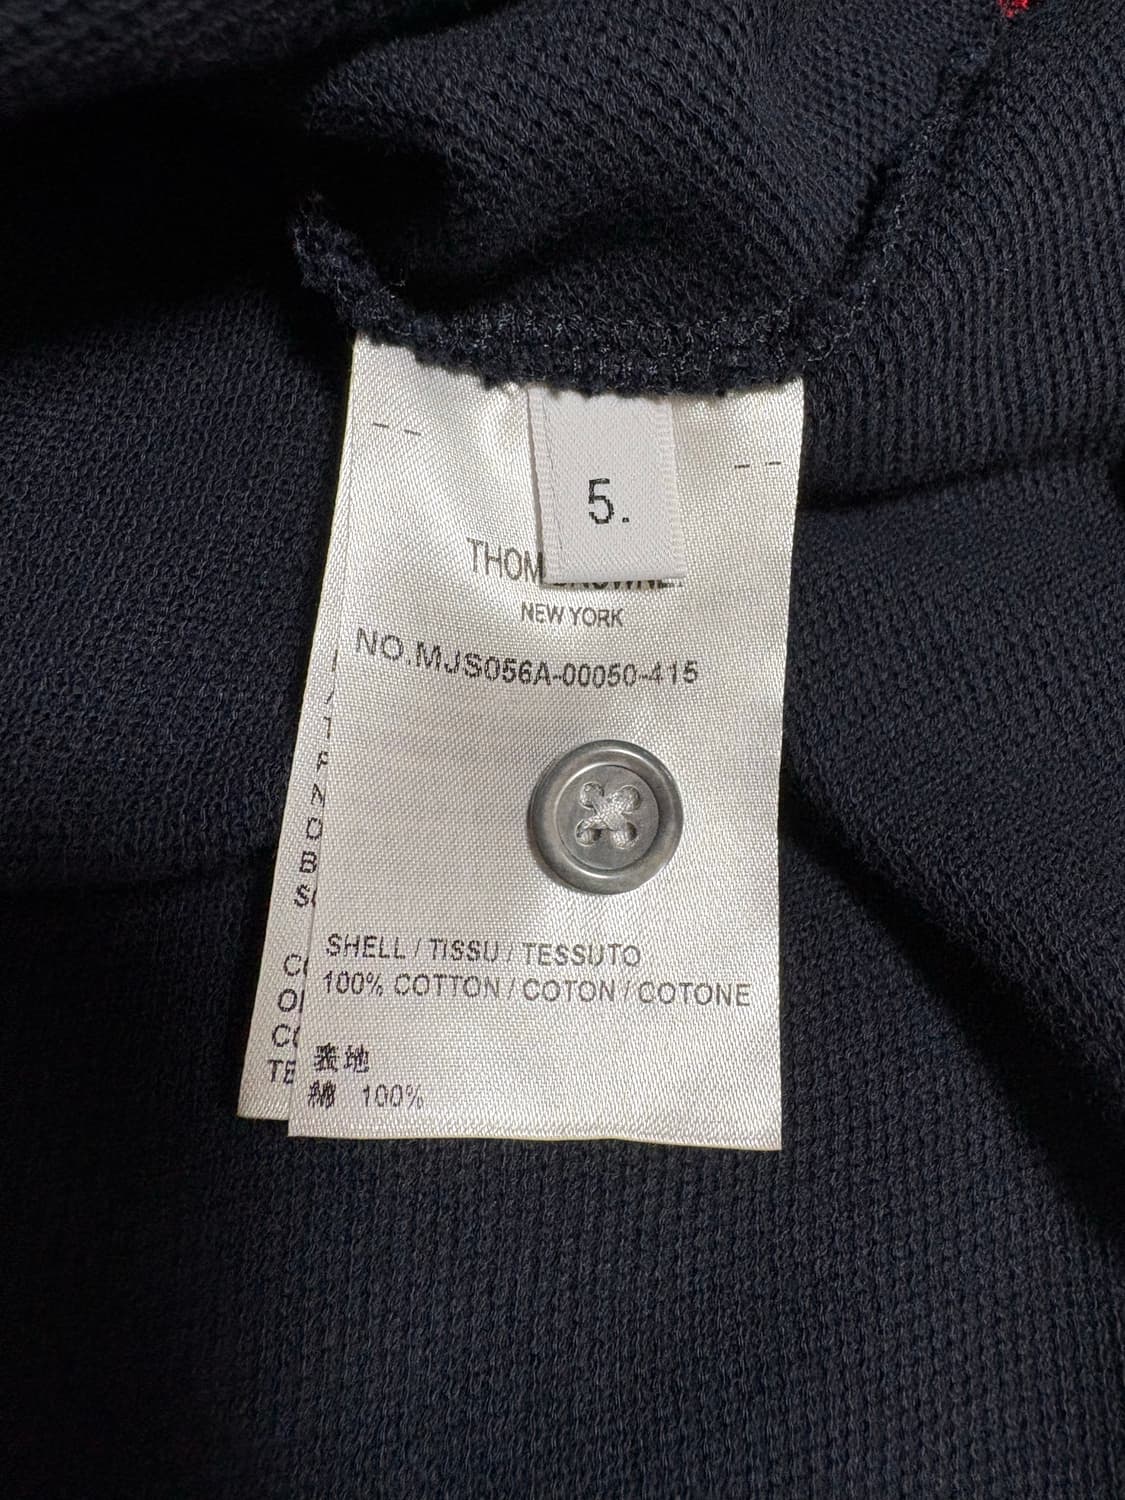 5.
NEW YORK
NO.MJS056A-00050-415
SHELL / TISSU / TESSUTO
100% COTTON / COTON / COTONE
表地
綿 100%